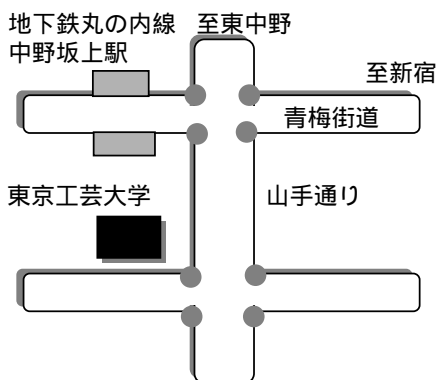 地下鉄丸の内線
中野坂上駅
至東中野
至新宿
青梅街道
東京工芸大学
山手通り